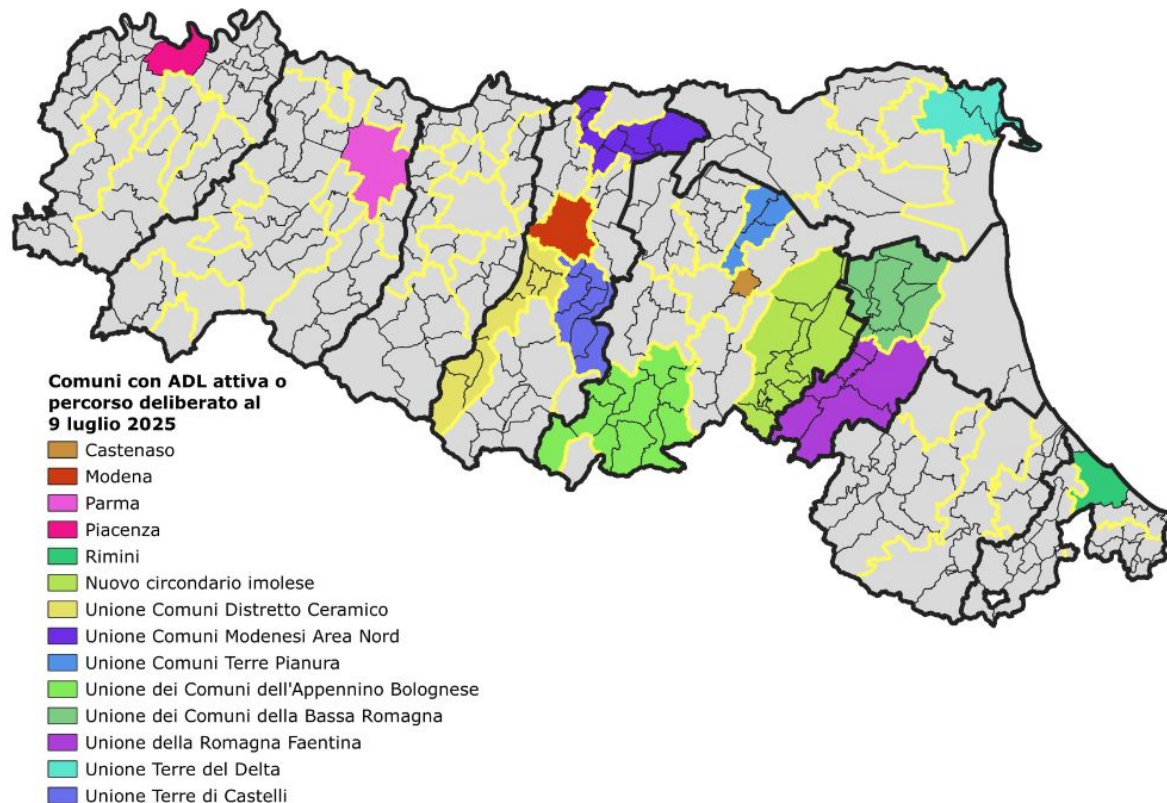 Comuni con ADL attiva o
percorso deliberato al
9 luglio 2025
Castenaso
Modena
Parma
Piacenza
Rimini
Nuovo circondario imolese
Unione Comuni Distretto Ceramico
Unione Comuni Modenesi Area Nord
Unione Comuni Terre Pianura
Unione dei Comuni dell'Appennino Bolognese
Unione dei Comuni della Bassa Romagna
Unione della Romagna Faentina
Unione Terre del Delta
Unione Terre di Castelli